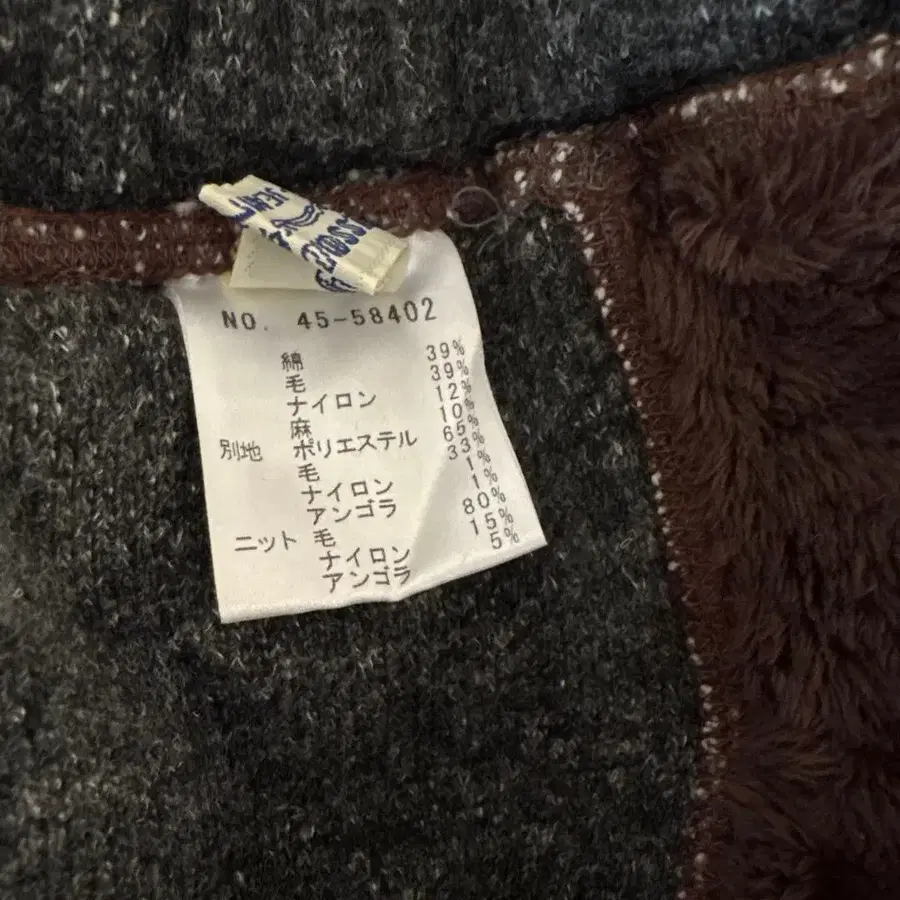 NO. 45-58402
綿 39%
毛 39%
ナイロン 12%
麻 10%
別地 ポリエステル 65%
毛 33%
ナイロン 1%
アンゴラ 1%
ニット 毛 80%
ナイロン 15%
アンゴラ 5%